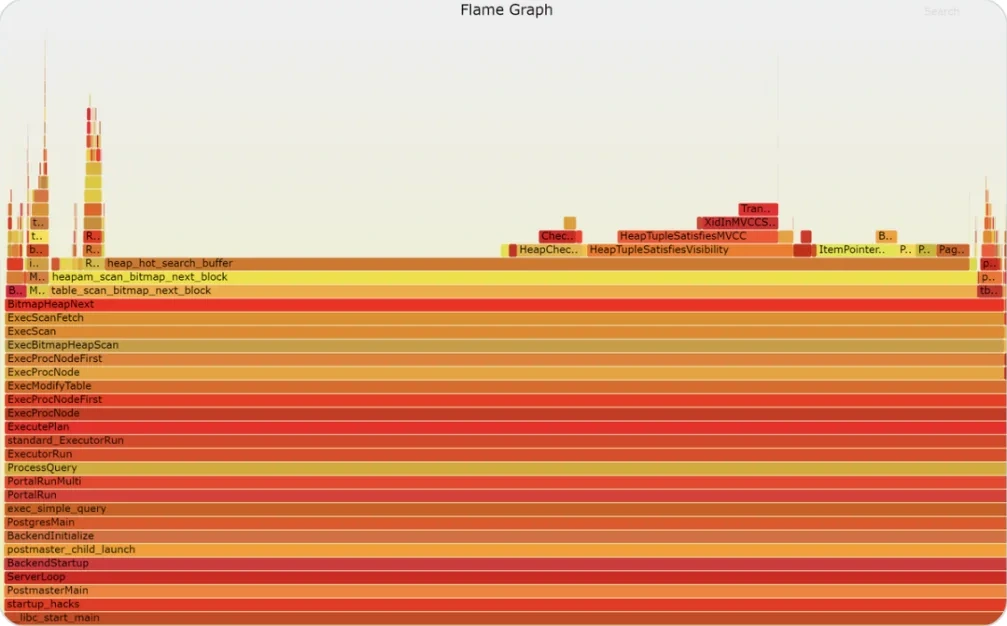 Flame Graph
Search
Tran..
t.. XidInMVCCS..
t.. R.. Chec.. HeapTupleSatisfiesMVCC B..
b.. R.. HeapChec.. HeapTupleSatisfiesVisibility ItemPointer.. P.. P.. Pag.. p..
i.. R.. heap_hot_search_buffer p..
M.. heapam_scan_bitmap_next_block p..
B.. M.. table_scan_bitmap_next_block tb..
BitmapHeapNext
ExecScanFetch
ExecScan
ExecBitmapHeapScan
ExecProcNodeFirst
ExecProcNode
ExecModifyTable
ExecProcNodeFirst
ExecProcNode
ExecutePlan
standard_ExecutorRun
ExecutorRun
ProcessQuery
PortalRunMulti
PortalRun
exec_simple_query
PostgresMain
BackendInitialize
postmaster_child_launch
BackendStartup
ServerLoop
PostmasterMain
startup_hacks
__libc_start_main